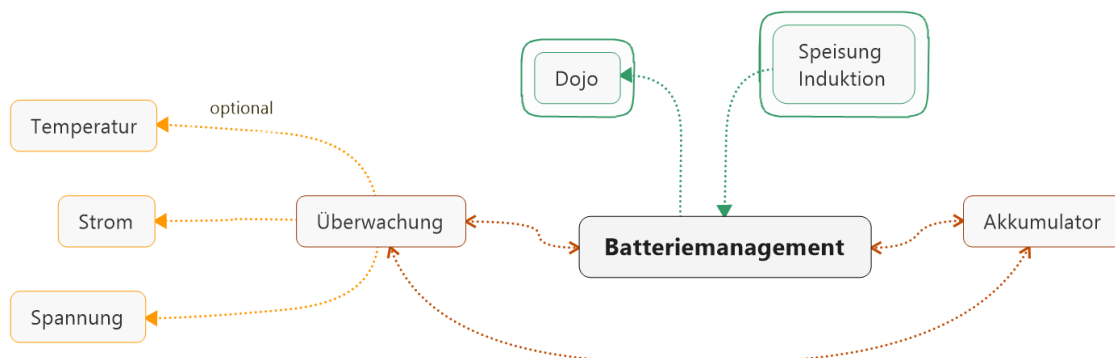 Speisung
Induktion
Dojo
optional
Temperatur
Strom
Überwachung
Batteriemanagement
Akkumulator
Spannung